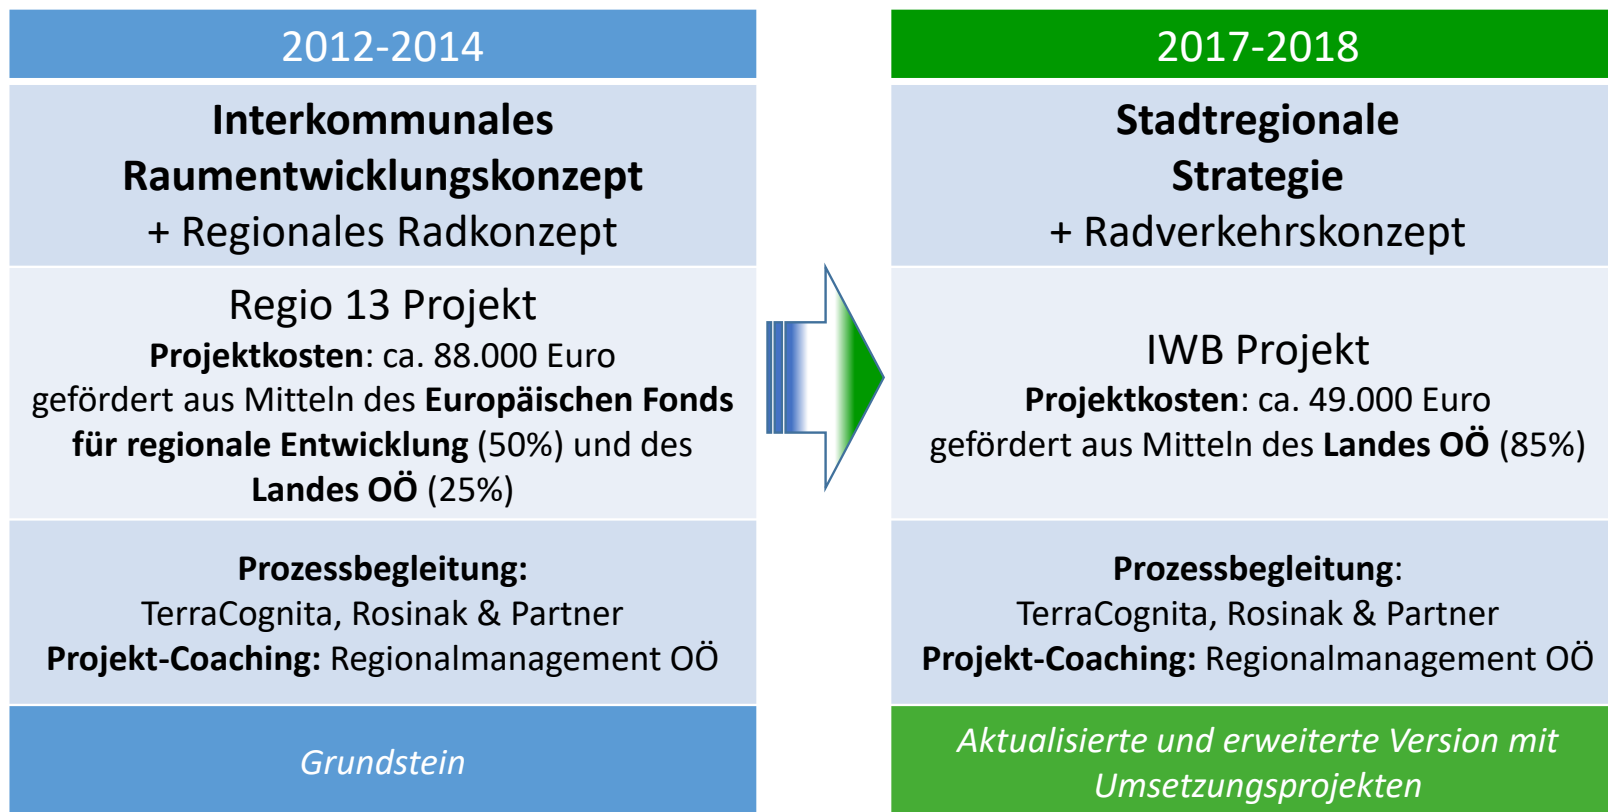 2012-2014
Interkommunales
Raumentwicklungskonzept
+ Regionales Radkonzept
Regio 13 Projekt
Projektkosten: ca. 88.000 Euro
gefördert aus Mitteln des Europäischen Fonds
für regionale Entwicklung (50%) und des
Landes OÖ (25%)
Prozessbegleitung:
TerraCognita, Rosinak & Partner
Projekt-Coaching: Regionalmanagement OÖ
Grundstein
2017-2018
Stadtregionale
Strategie
+ Radverkehrskonzept
IWB Projekt
Projektkosten: ca. 49.000 Euro
gefördert aus Mitteln des Landes OÖ (85%)
Prozessbegleitung:
TerraCognita, Rosinak & Partner
Projekt-Coaching: Regionalmanagement OÖ
Aktualisierte und erweiterte Version mit
Umsetzungsprojekten